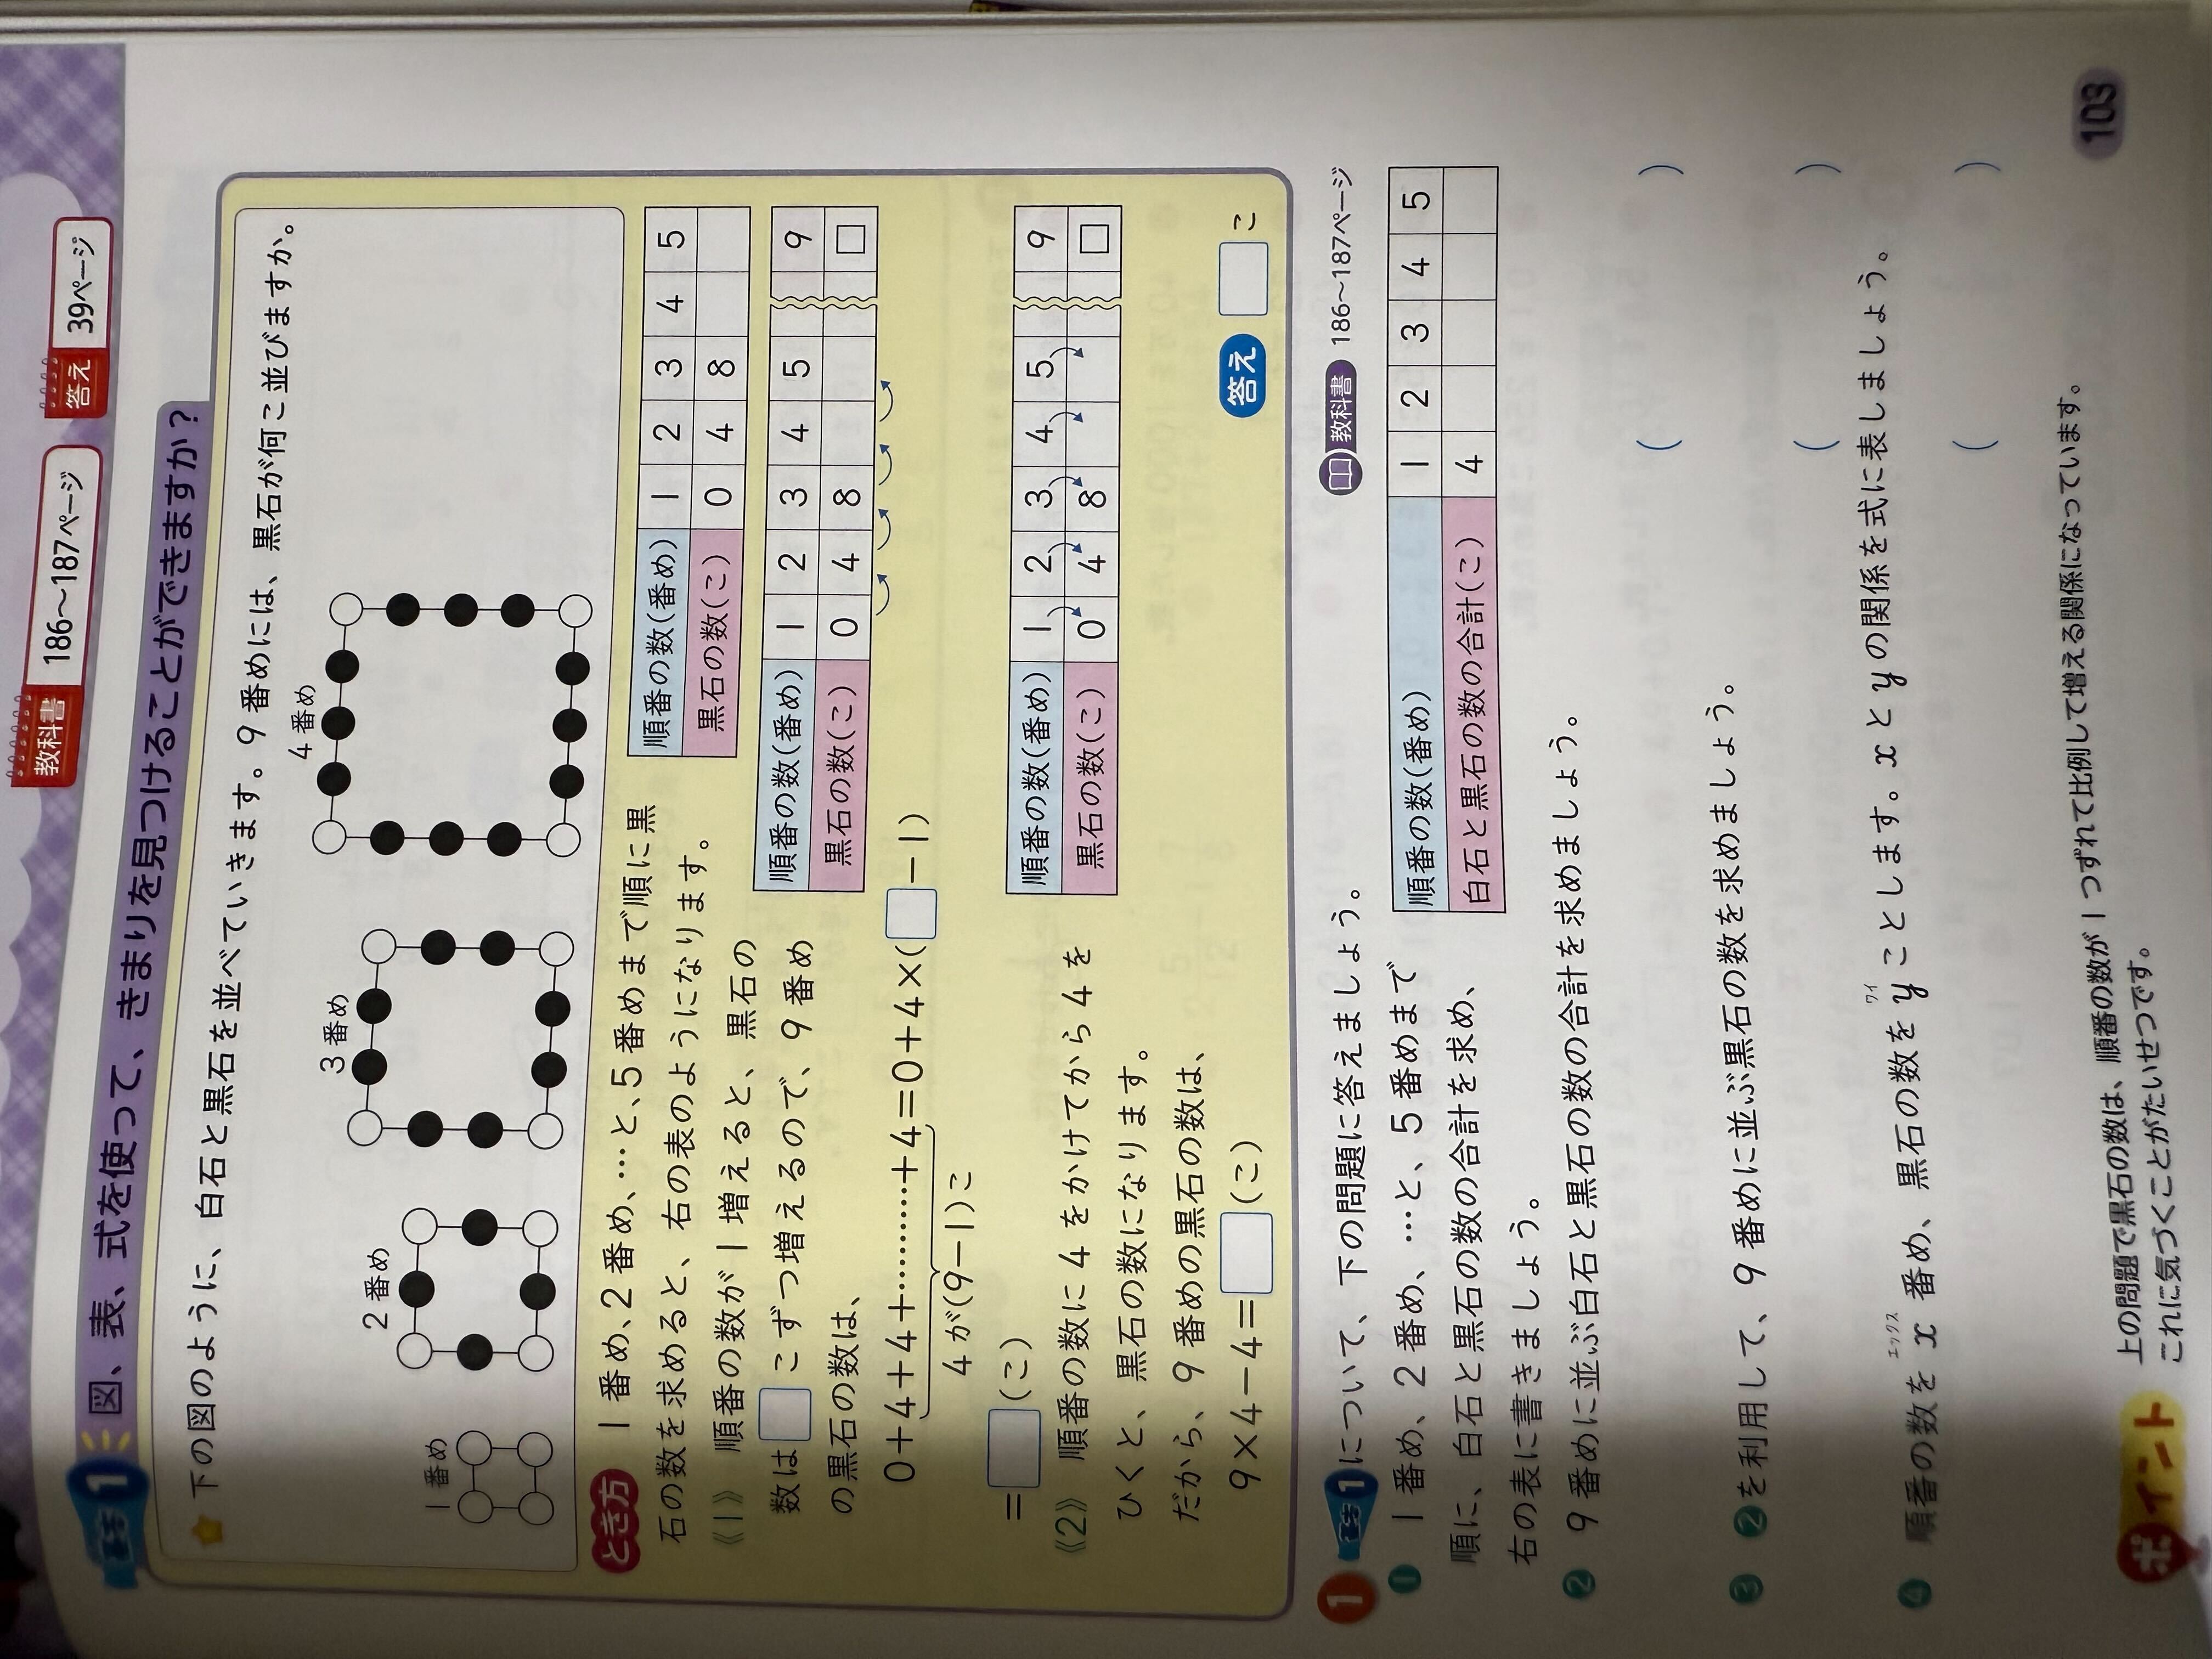 教科書 186〜187ページ 答え 39ページ
基本 1 図、表、式を使って、きまりを見つけることができますか?
下の図のように、白石と黒石を並べていきます。9番めには、黒石が何こ並びますか。
1番め 2番め 3番め 4番め
とき方 1番め、2番め、…と、5番めまで順に黒
石の数を求めると、右の表のようになります。
順番の数(番め) 1 2 3 4 5
黒石の数(こ) 0 4 8
《1》 順番の数が1増えると、黒石の
数は□こずつ増えるので、9番め
の黒石の数は、
順番の数(番め) 1 2 3 4 5 9
黒石の数(こ) 0 4 8 □
0+4+4+………+4=0+4×(□-1)
4が(9-1)こ
=□(こ)
《2》 順番の数に4をかけてから4を
ひくと、黒石の数になります。
だから、9番めの黒石の数は、
9×4-4=□(こ)
順番の数(番め) 1 2 3 4 5 9
黒石の数(こ) 0 4 8 □
答え □こ
1 基本1について、下の問題に答えましょう。 教科書 186〜187ページ
❶ 1番め、2番め、…と、5番めまで
順に、白石と黒石の数の合計を求め、
右の表に書きましょう。
順番の数(番め) 1 2 3 4 5
白石と黒石の数の合計(こ) 4
❷ 9番めに並ぶ白石と黒石の数の合計を求めましょう。
( )
❸ ❷を利用して、9番めに並ぶ黒石の数を求めましょう。
( )
❹ 順番の数を x 番め、黒石の数を y ことします。x と y の関係を式に表しましょう。
エックス ワイ
( )
ポイント 上の問題で黒石の数は、順番の数が1つずれて比例して増える関係になっています。
これに気づくことがたいせつです。
103